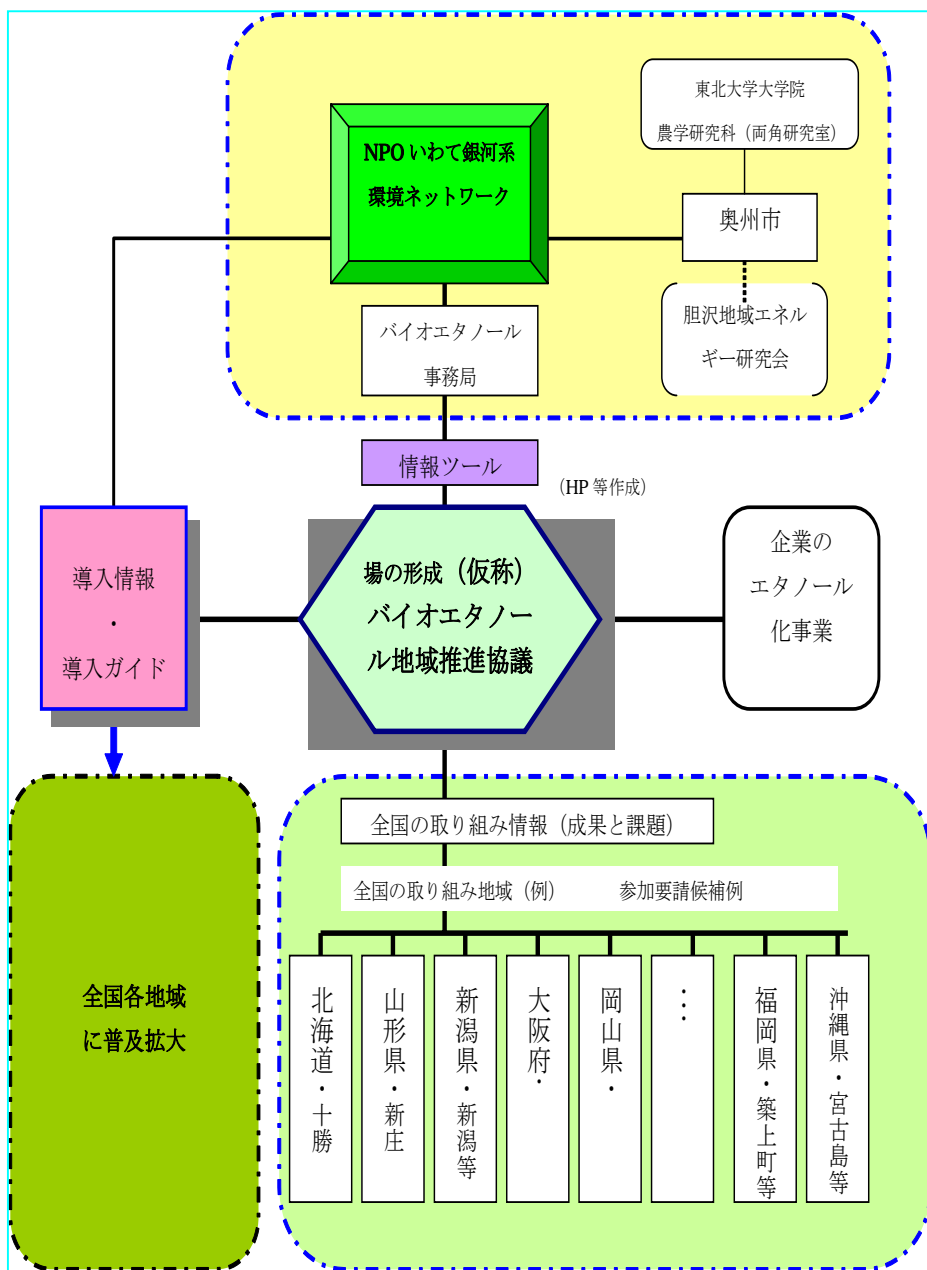 東北大学大学院
農学研究科（両角研究室）
NPO いわて銀河系
環境ネットワーク
奥州市
胆沢地域エネル
ギー研究会
バイオエタノール
事務局
情報ツール
（HP 等作成）
場の形成（仮称）
バイオエタノー
ル地域推進協議
企業の
エタノール
化事業
導入情報
・
導入ガイド
全国の取り組み情報（成果と課題）
全国の取り組み地域（例）　参加要請候補例
全国各地域
に普及拡大
北海道・十勝
山形県・新庄
新潟県・新潟等
大阪府・
岡山県・
・・・
福岡県・築上町等
沖縄県・宮古島等